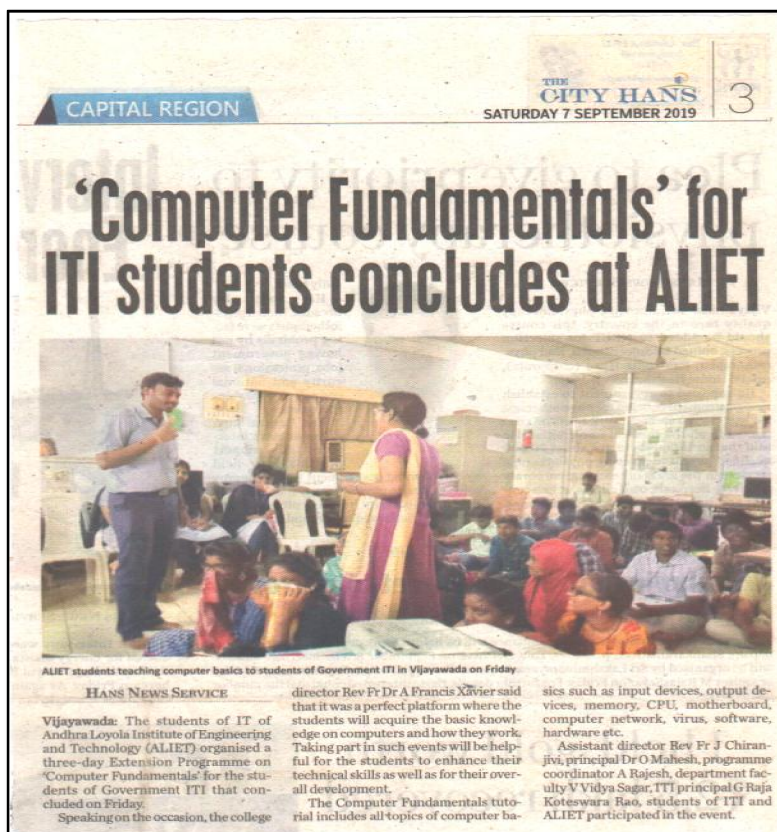 CAPITAL REGION
THE
CITY HANS
SATURDAY 7 SEPTEMBER 2019
3
'Computer Fundamentals' for
ITI students concludes at ALIET
ALIET students teaching computer basics to students of Government ITI in Vijayawada on Friday
HANS NEWS SERVICE
Vijayawada: The students of IT of
Andhra Loyola Institute of Engineering
and Technology (ALIET) organised a
three-day Extension Programme on
'Computer Fundamentals' for the stu-
dents of Government ITI that con-
cluded on Friday.
Speaking on the occasion, the college
director Rev Fr Dr A Francis Xavier said
that it was a perfect platform where the
students will acquire the basic knowl-
edge on computers and how they work.
Taking part in such events will be help-
ful for the students to enhance their
technical skills as well as for their over-
all development.
The Computer Fundamentals tuto-
rial includes all topics of computer ba-
sics such as input devices, output de-
vices, memory, CPU, motherboard,
computer network, virus, software,
hardware etc.
Assistant director Rev Fr J Chiran-
jivi, principal Dr O Mahesh, programme
coordinator A Rajesh, department fac-
ulty V Vidya Sagar, ITI principal G Raja
Koteswara Rao, students of ITI and
ALIET participated in the event.